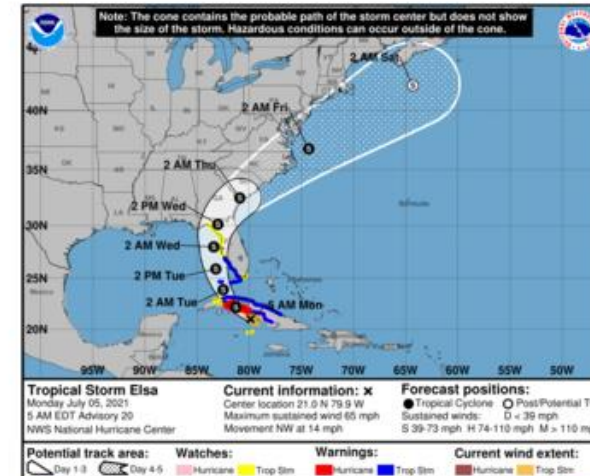 Note: The cone contains the probable path of the storm center but does not show
the size of the storm. Hazardous conditions can occur outside of the cone.
2 AM Sat
40N
2 AM Fri
35N
2 AM Thu
2 PM Wed
30N
2 AM Wed
25N
2 PM Tue
2 AM Tue
5 AM Mon
20N
95W 90W 85W 80W 75W 70W 65W 60W 55W 50W
Tropical Storm Elsa
Monday July 05, 2021
5 AM EDT Advisory 20
NWS National Hurricane Center
Current information: x
Center location 21.0 N 79.9 W
Maximum sustained wind 65 mph
Movement NW at 14 mph
Forecast positions:
Tropical Cyclone Post/Potential T
Sustained winds: D < 39 mph
S 39-73 mph H 74-110 mph M > 110 mp
Potential track area:
Day 1-3 Day 4-5
Watches:
Hurricane Trop Stm
Warnings:
Hurricane Trop Stm
Current wind extent:
Hurricane Trop Stm